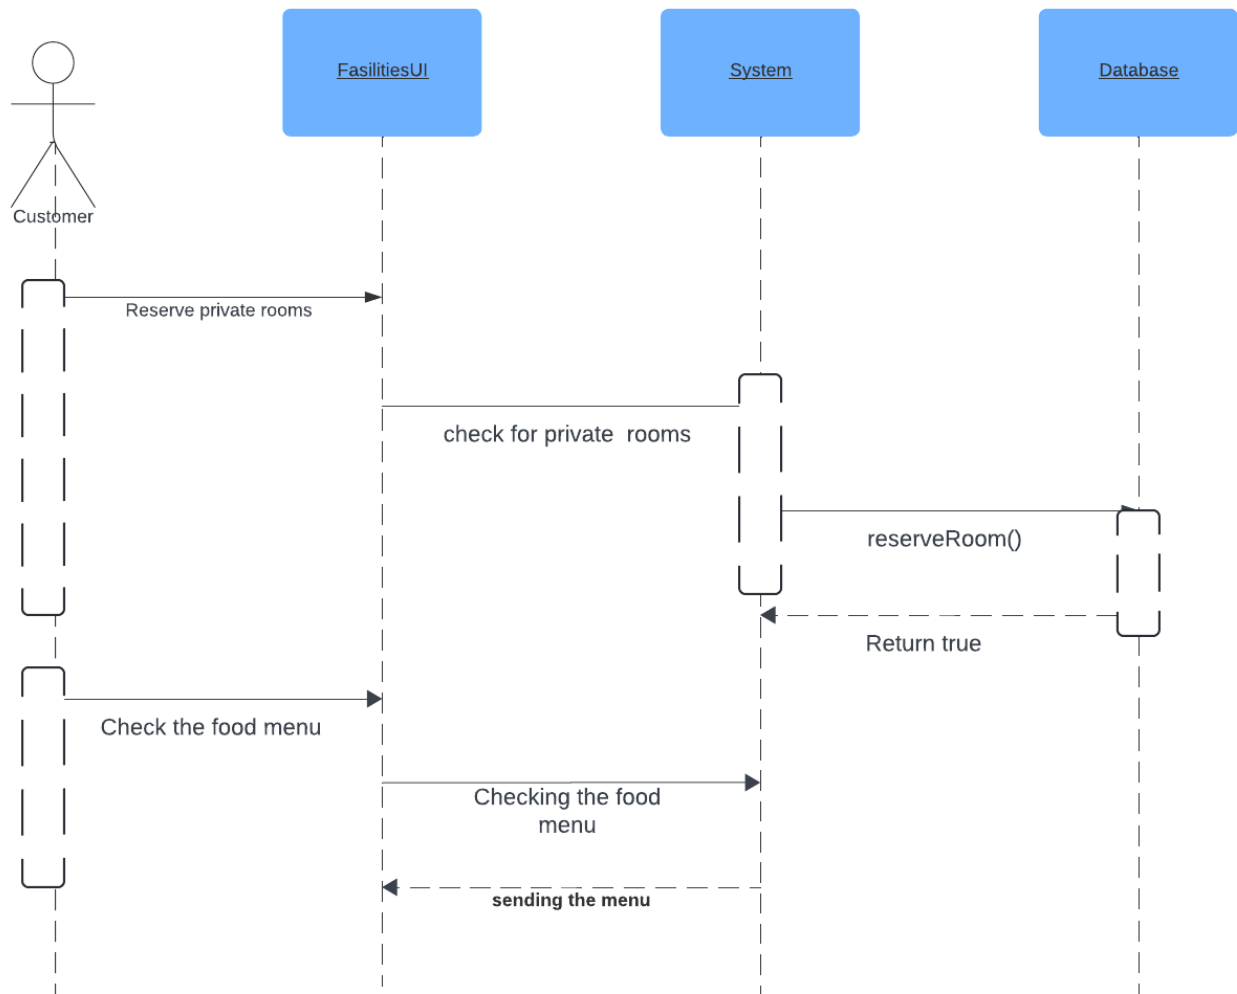 FasilitiesUI
System
Database
Customer
Reserve private rooms
check for private  rooms
reserveRoom()
Return true
Check the food menu
Checking the food
menu
sending the menu